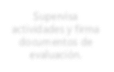 Supervisa
actividades y firma
documentos de
evaluación.